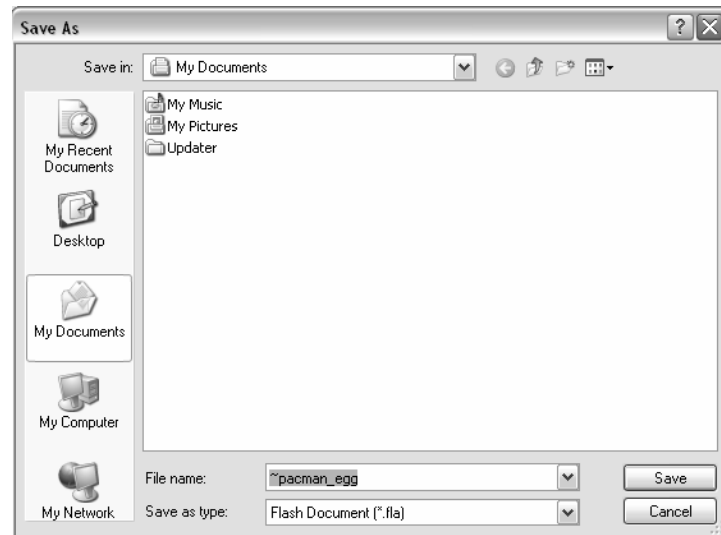 Save As
Save in:
My Documents
My Music
My Pictures
Updater
My Recent
Documents
Desktop
My Documents
My Computer
My Network
File name:
~pacman_egg
Save
Save as type:
Flash Document (*.fla)
Cancel